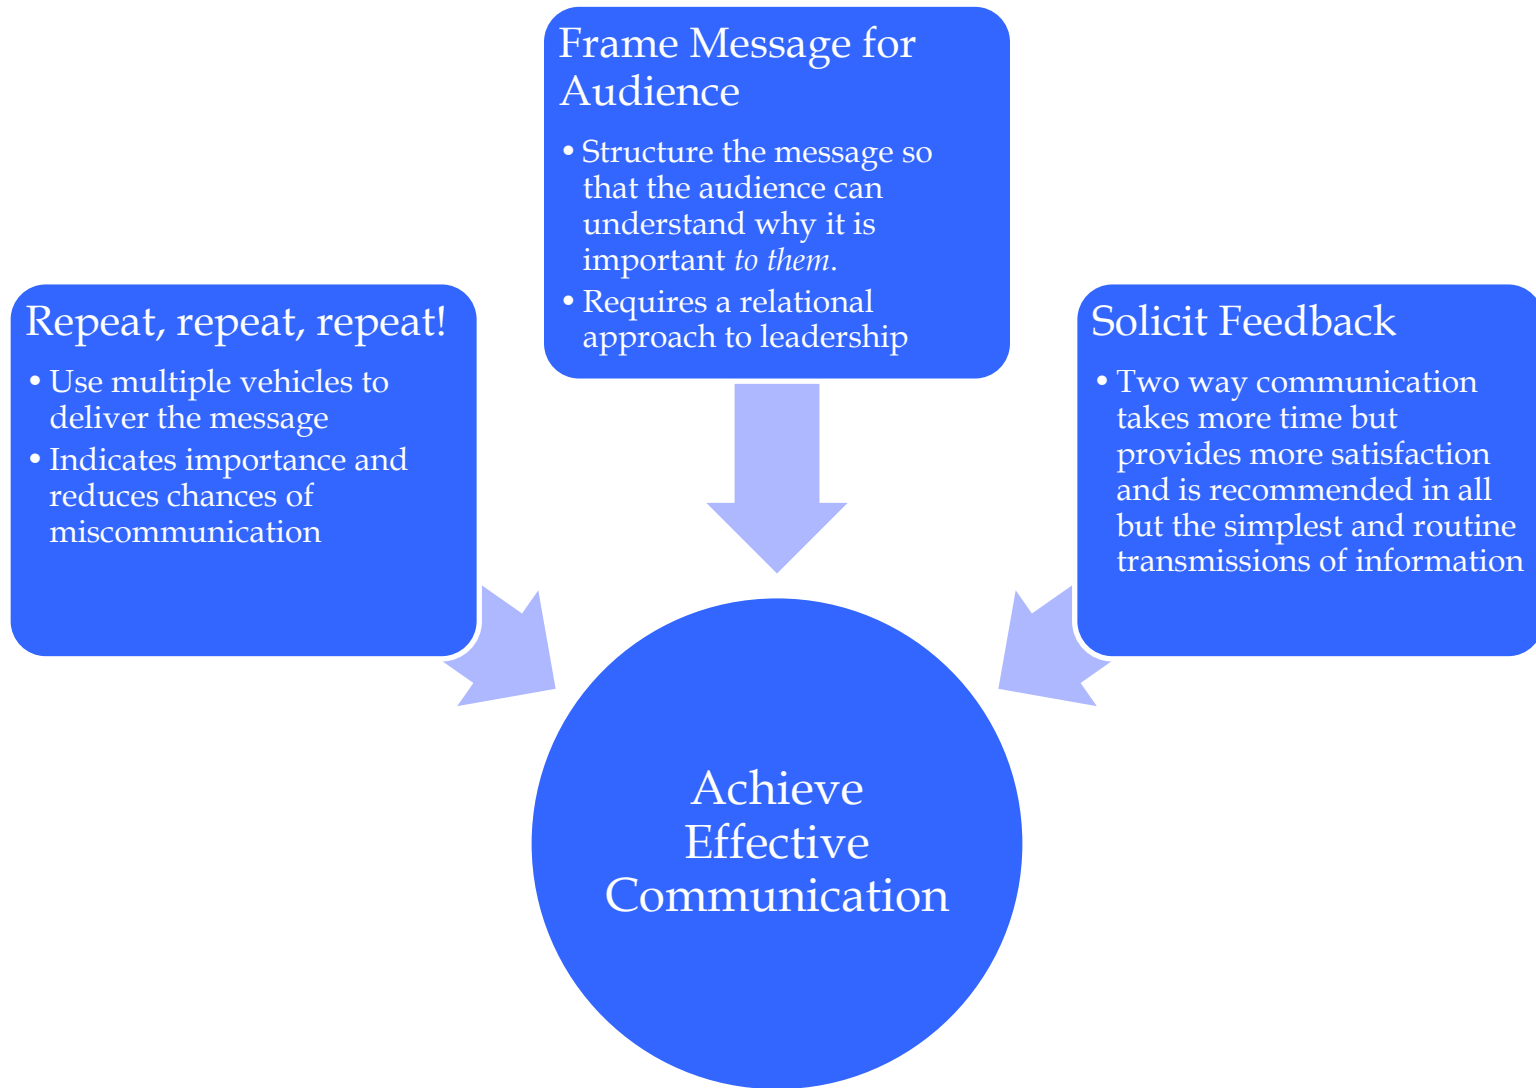 Frame Message for
Audience
• Structure the message so
that the audience can
understand why it is
important to them.
• Requires a relational
approach to leadership
Repeat, repeat, repeat!
• Use multiple vehicles to
deliver the message
• Indicates importance and
reduces chances of
miscommunication
Solicit Feedback
• Two way communication
takes more time but
provides more satisfaction
and is recommended in all
but the simplest and routine
transmissions of information
Achieve
Effective
Communication